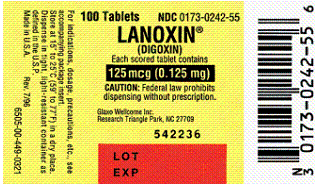 100 Tablets NDC 0173-0242-55
LANOXIN®
(DIGOXIN)
Each scored tablet contains
125 mcg (0.125 mg)
CAUTION: Federal law prohibits
dispensing without prescription.
Glaxo Wellcome Inc.
Research Triangle Park, NC 27709
542236
LOT
EXP
For indications, dosage, precautions, etc., see
accompanying package insert.
Store at 15° to 25°C (59° to 77°F) in a dry place.
Dispense in tight, light-resistant container as
defined in the U.S.P.
Made in U.S.A. Rev. 7/96
6505-00-449-0321
N 3 0173-0242-55 6